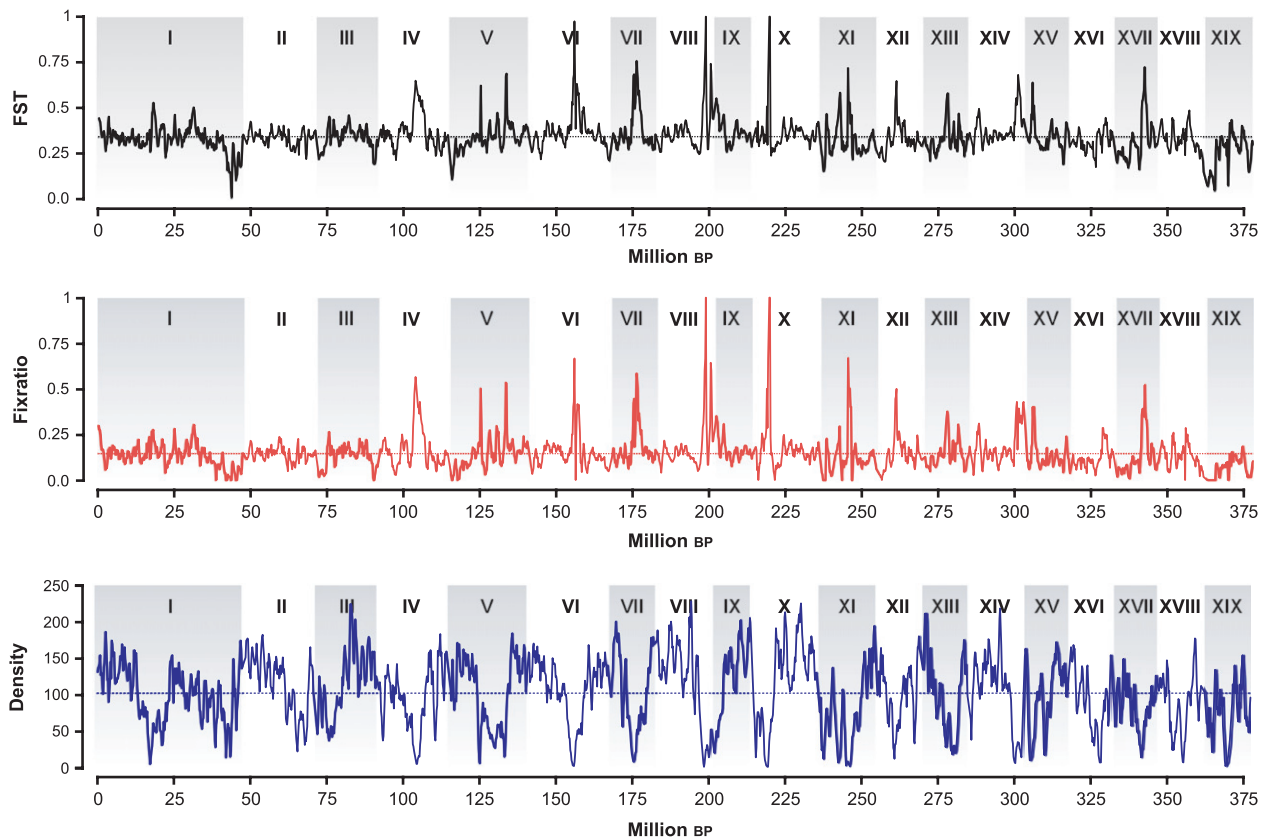 FST
1
0.75
0.5
0.25
0.0
I II III IV V VI VII VIII IX X XI XII XIII XIV XV XVI XVII XVIII XIX
0 25 50 75 100 125 150 175 200 225 250 275 300 325 350 375
Million BP
Fixratio
1
0.75
0.5
0.25
0.0
I II III IV V VI VII VIII IX X XI XII XIII XIV XV XVI XVII XVIII XIX
0 25 50 75 100 125 150 175 200 225 250 275 300 325 350 375
Million BP
Density
250
200
150
100
50
0
I II III IV V VI VII VIII IX X XI XII XIII XIV XV XVI XVII XVIII XIX
0 25 50 75 100 125 150 175 200 225 250 275 300 325 350 375
Million BP